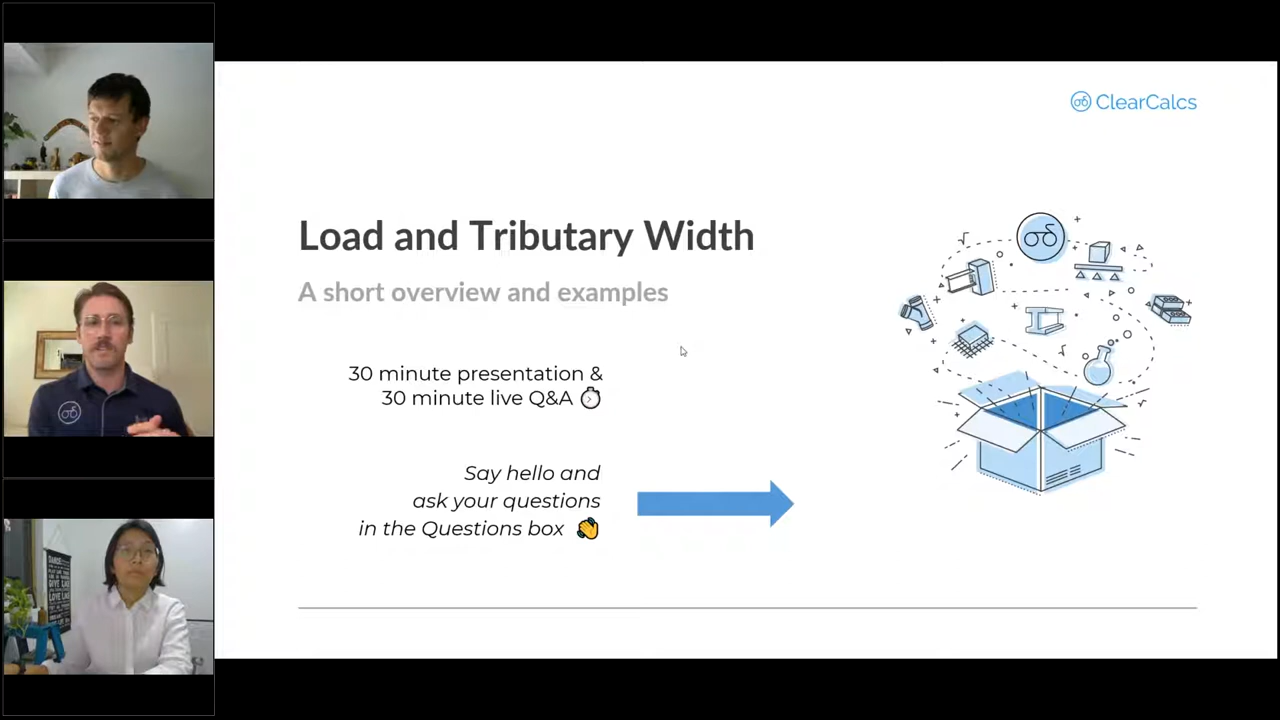 ClearCalcs
Load and Tributary Width
A short overview and examples
30 minute presentation &
30 minute live Q&A
Say hello and
ask your questions
in the Questions box